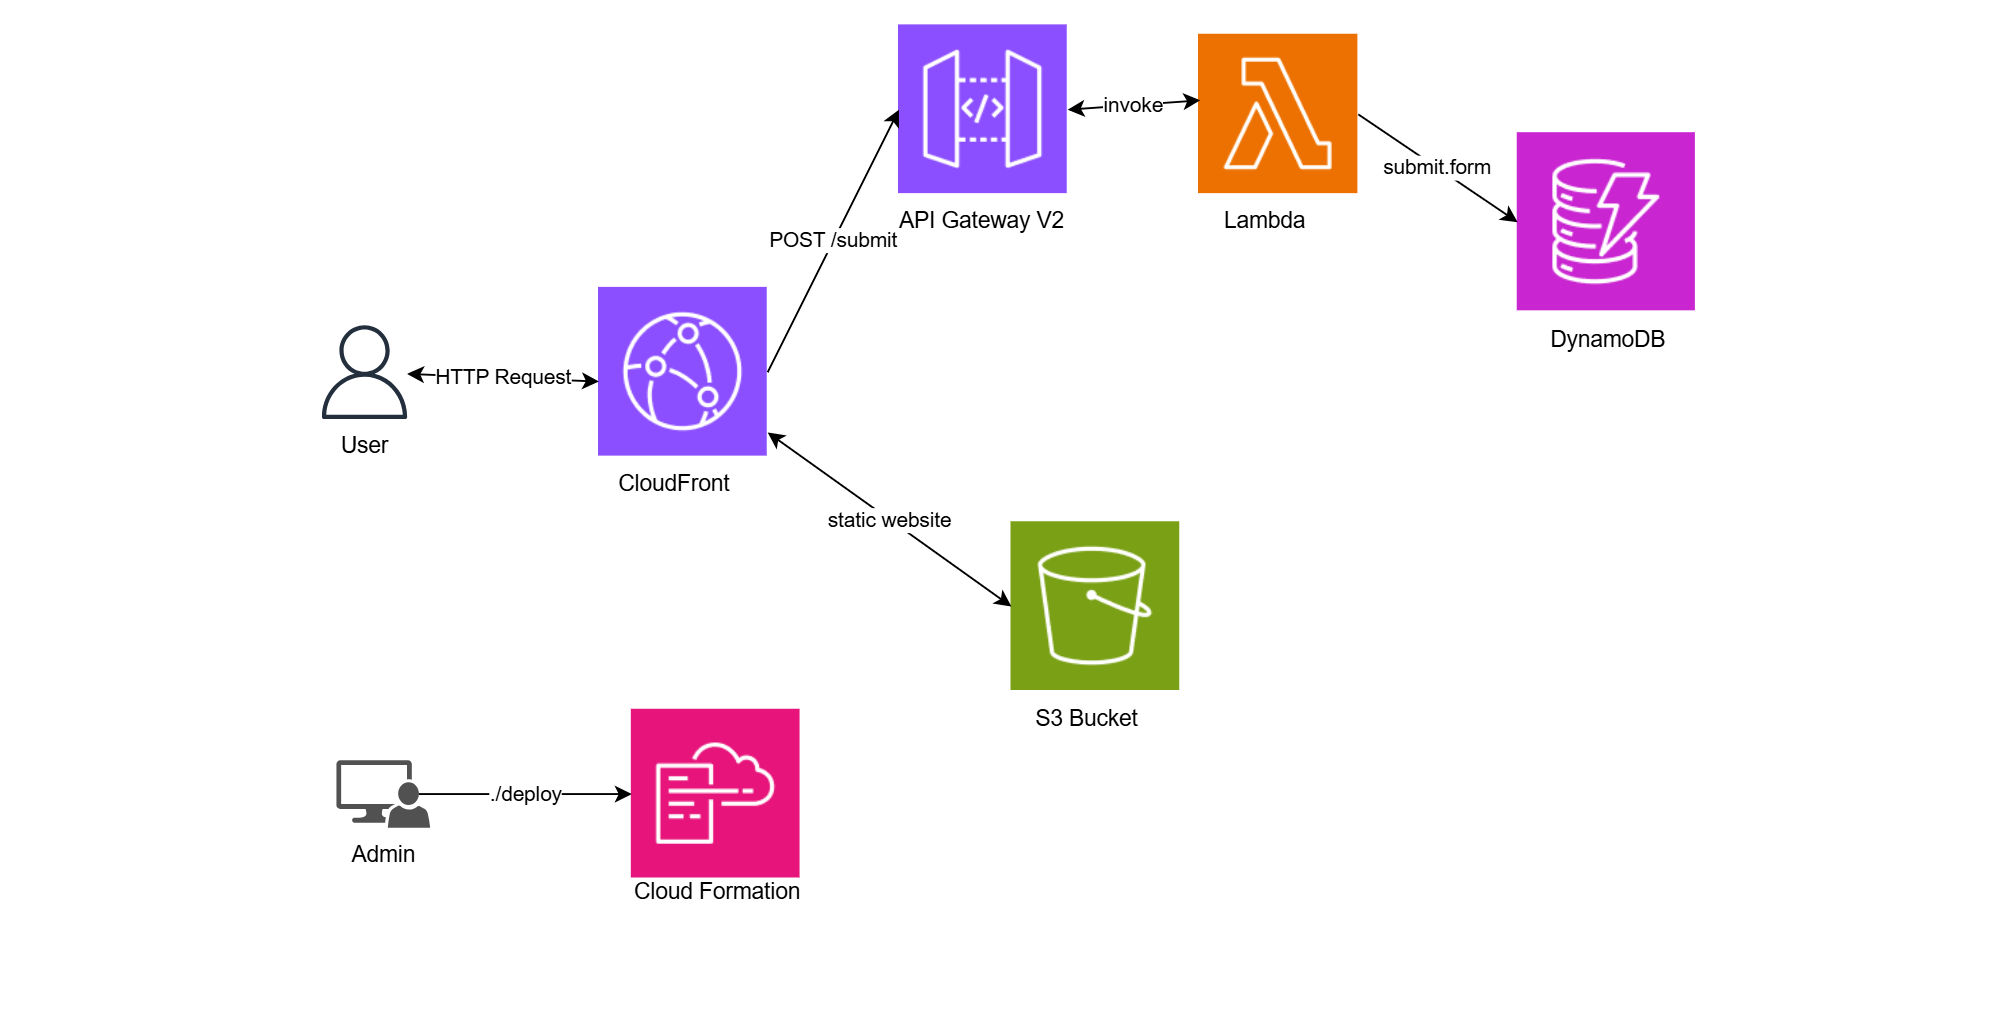 API Gateway V2
invoke
Lambda
submit.form
DynamoDB
POST /submit
HTTP Request
User
CloudFront
static website
S3 Bucket
./deploy
Admin
Cloud Formation